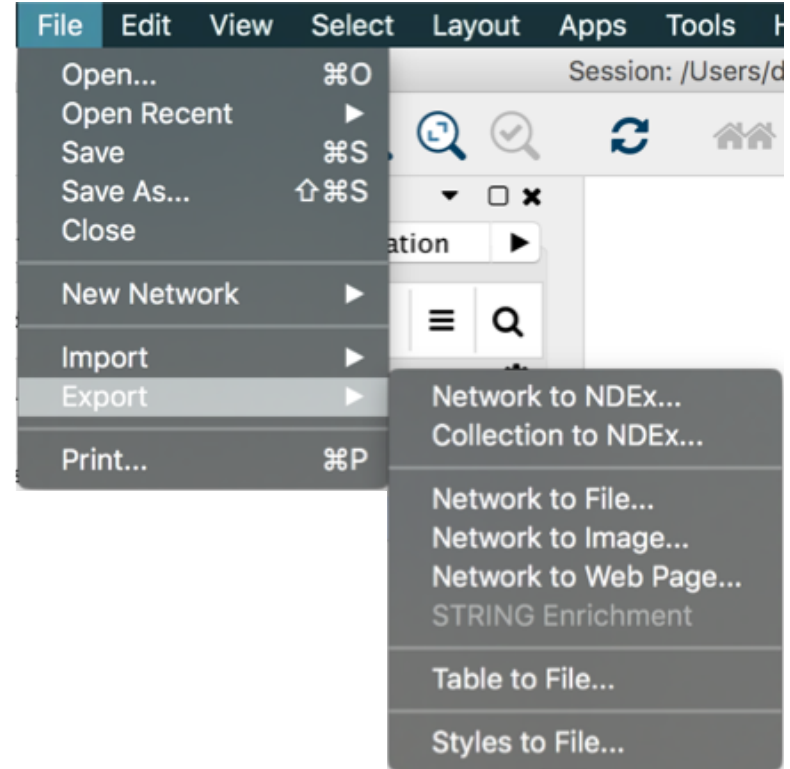 File Edit View Select Layout Apps Tools
Session: /Users/d
Open... ⌘O
Open Recent ▶
Save ⌘S
Save As... ⇧⌘S
Close
ation ▶
New Network ▶
Import ▶
Export ▶
Print... ⌘P
Network to NDEx...
Collection to NDEx...
Network to File...
Network to Image...
Network to Web Page...
STRING Enrichment
Table to File...
Styles to File...